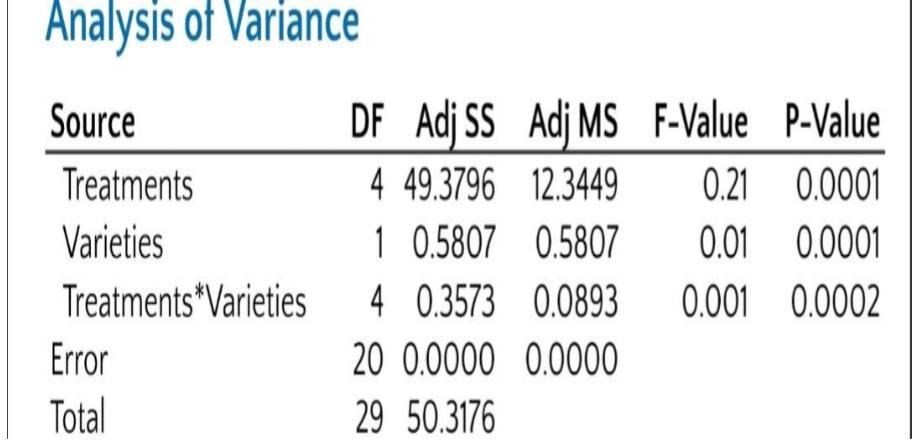 Analysis of Variance
Source DF Adj SS Adj MS F-Value P-Value
Treatments 4 49.3796 12.3449 0.21 0.0001
Varieties 1 0.5807 0.5807 0.01 0.0001
Treatments*Varieties 4 0.3573 0.0893 0.001 0.0002
Error 20 0.0000 0.0000
Total 29 50.3176